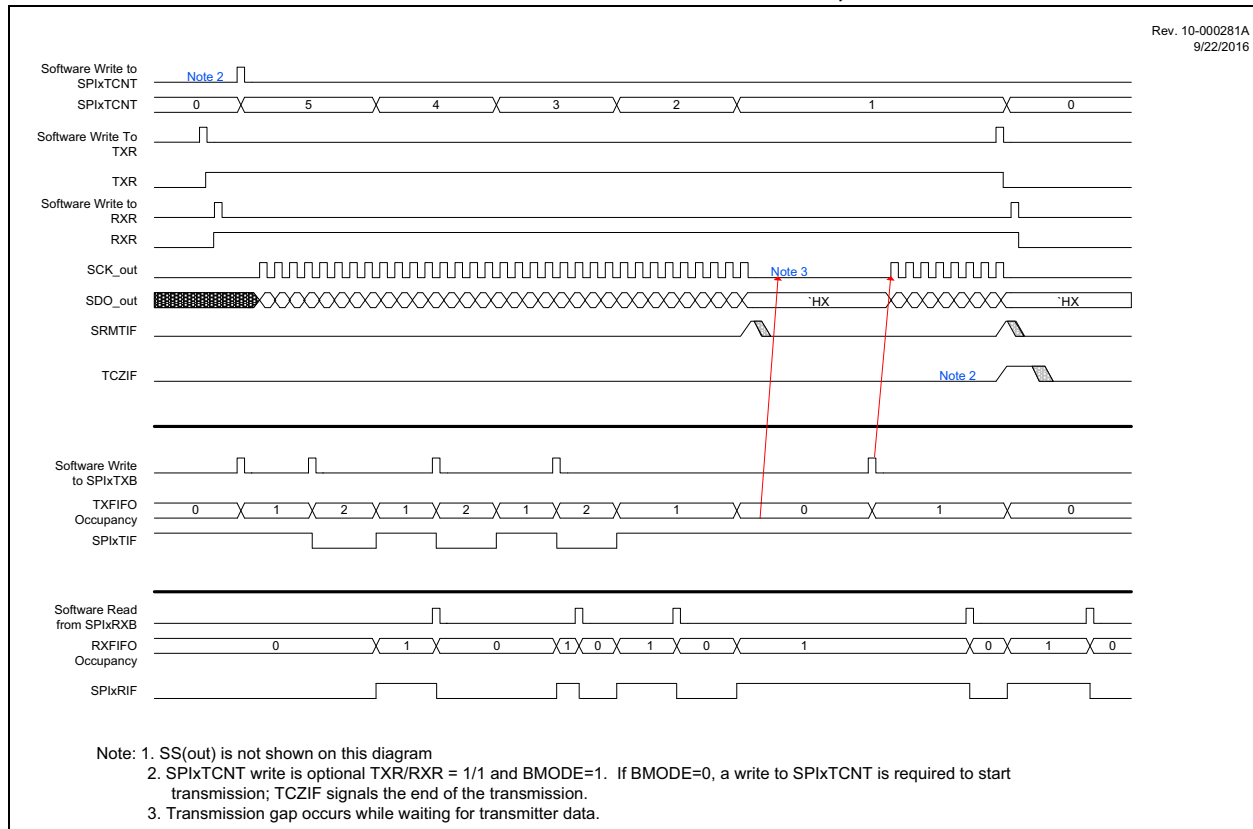 Rev. 10-000281A
9/22/2016
Software Write to
SPIxTCNT
Note 2
SPIxTCNT
0 5 4 3 2 1 0
Software Write To
TXR
TXR
Software Write to
RXR
RXR
SCK_out
Note 3
SDO_out
`HX `HX
SRMTIF
TCZIF
Note 2
Software Write
to SPIxTXB
TXFIFO
Occupancy
0 1 2 1 2 1 2 1 0 1 0
SPIxTIF
Software Read
from SPIxRXB
RXFIFO
Occupancy
0 1 0 1 0 1 0 1 0 1 0
SPIxRIF
Note: 1. SS(out) is not shown on this diagram
2. SPIxTCNT write is optional TXR/RXR = 1/1 and BMODE=1. If BMODE=0, a write to SPIxTCNT is required to start
transmission; TCZIF signals the end of the transmission.
3. Transmission gap occurs while waiting for transmitter data.